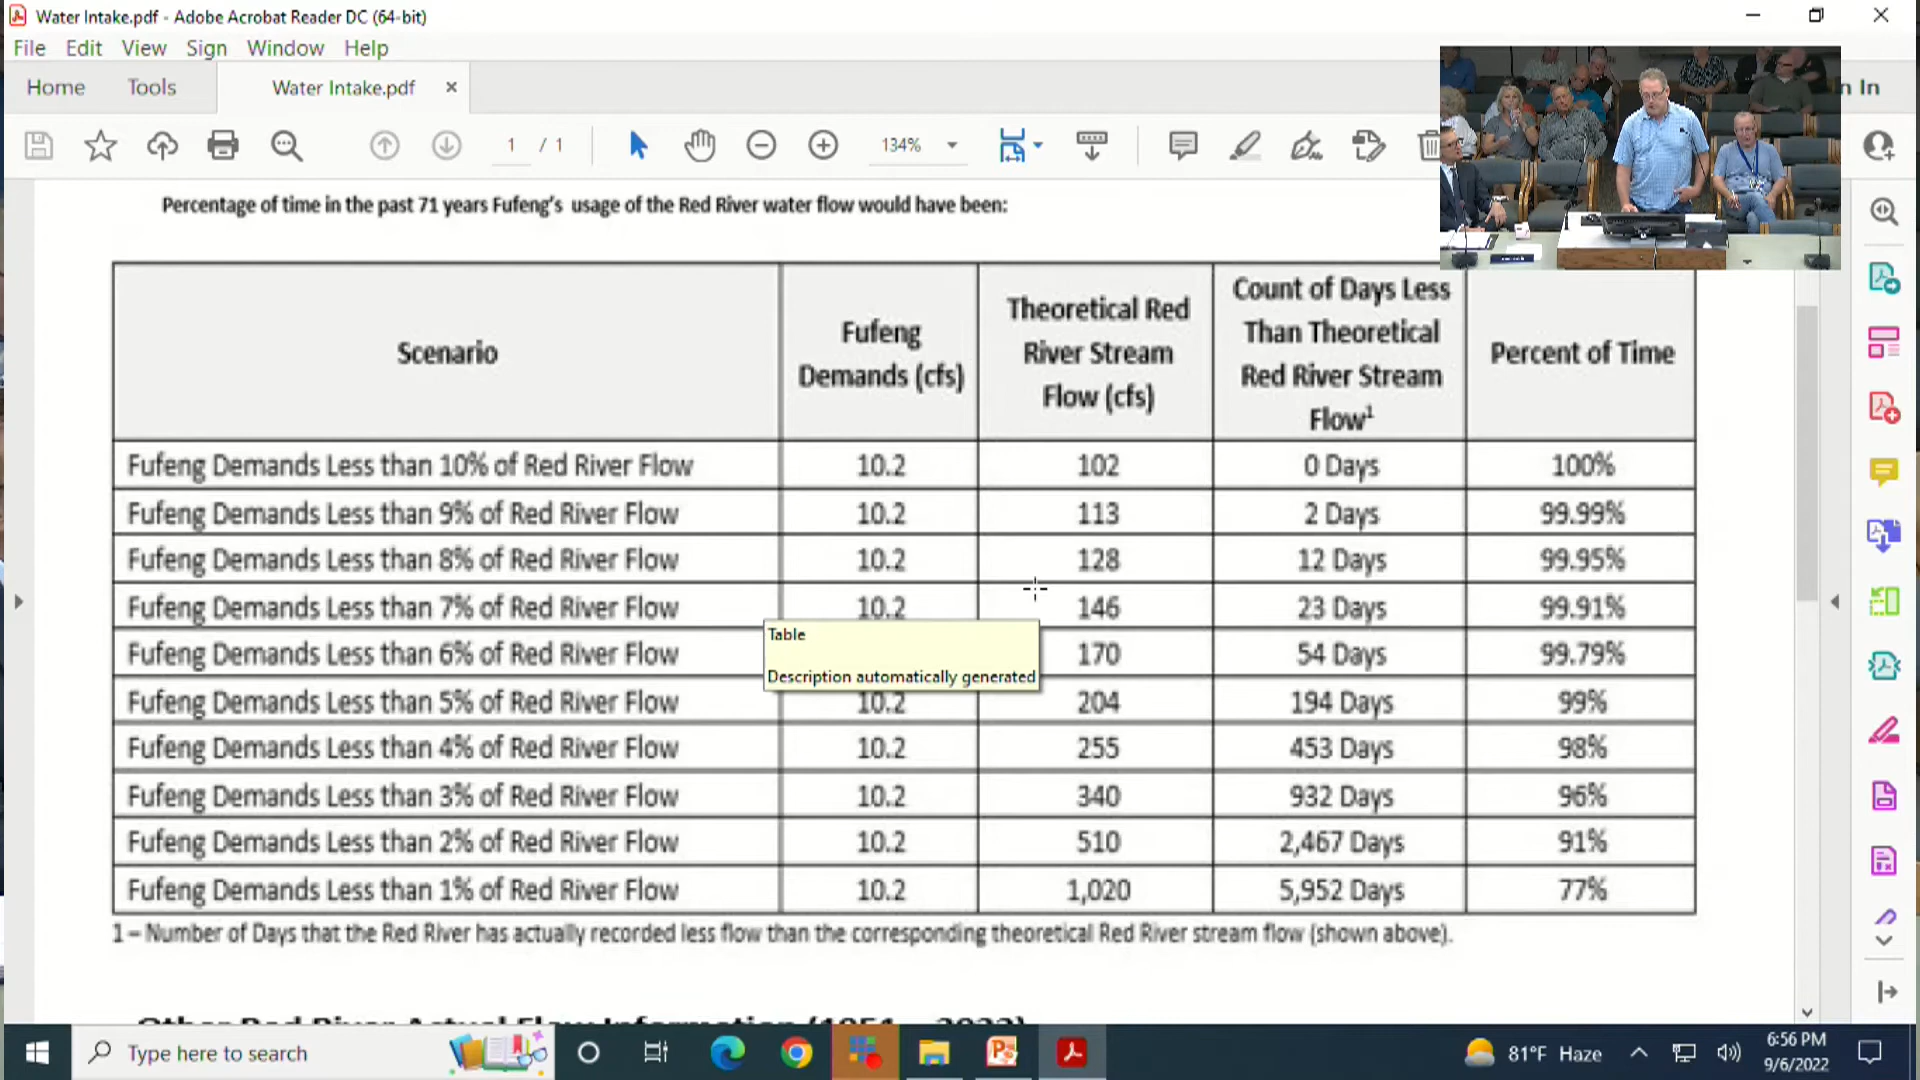 Water Intake.pdf - Adobe Acrobat Reader DC (64-bit)
File Edit View Sign Window Help
Home Tools Water Intake.pdf ×
n In
1 / 1 134%
Percentage of time in the past 71 years Fufeng's usage of the Red River water flow would have been:
Scenario Fufeng Demands (cfs) Theoretical Red River Stream Flow (cfs) Count of Days Less Than Theoretical Red River Stream Flow1 Percent of Time
Fufeng Demands Less than 10% of Red River Flow 10.2 102 0 Days 100%
Fufeng Demands Less than 9% of Red River Flow 10.2 113 2 Days 99.99%
Fufeng Demands Less than 8% of Red River Flow 10.2 128 12 Days 99.95%
Fufeng Demands Less than 7% of Red River Flow 10.2 146 23 Days 99.91%
Fufeng Demands Less than 6% of Red River Flow 170 54 Days 99.79%
Table
Description automatically generated
Fufeng Demands Less than 5% of Red River Flow 10.2 204 194 Days 99%
Fufeng Demands Less than 4% of Red River Flow 10.2 255 453 Days 98%
Fufeng Demands Less than 3% of Red River Flow 10.2 340 932 Days 96%
Fufeng Demands Less than 2% of Red River Flow 10.2 510 2,467 Days 91%
Fufeng Demands Less than 1% of Red River Flow 10.2 1,020 5,952 Days 77%
1 – Number of Days that the Red River has actually recorded less flow than the corresponding theoretical Red River stream flow (shown above).
Other Red River Actual Flow Information (1951 – 2022)
Type here to search
81°F Haze
6:56 PM
9/6/2022